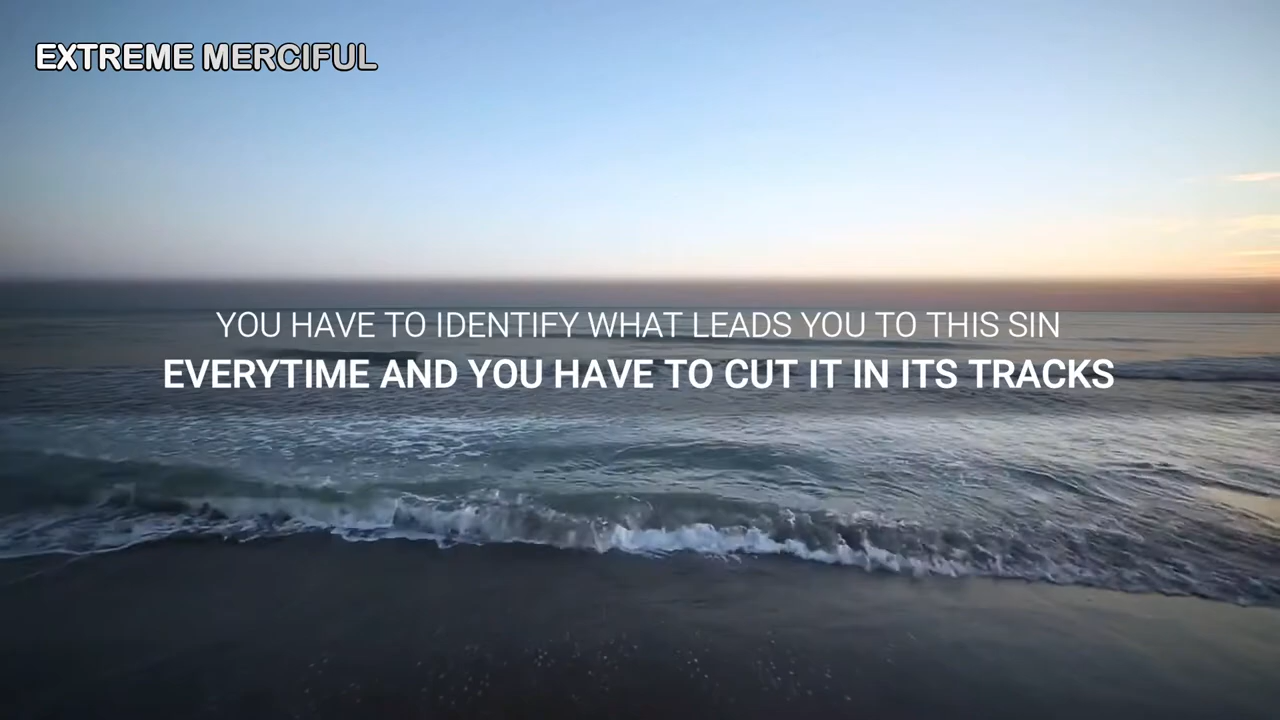 EXTREME MERCIFUL
YOU HAVE TO IDENTIFY WHAT LEADS YOU TO THIS SIN
EVERYTIME AND YOU HAVE TO CUT IT IN ITS TRACKS